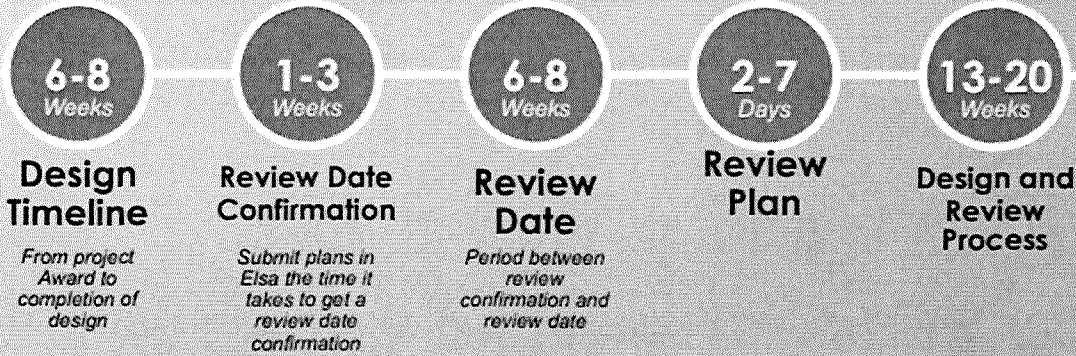 6-8
Weeks
Design
Timeline
From project
Award to
completion of
design
1-3
Weeks
Review Date
Confirmation
Submit plans in
Elsa the time it
takes to get a
review date
confirmation
6-8
Weeks
Review
Date
Period between
review
confirmation and
review date
2-7
Days
Review
Plan
13-20
Weeks
Design and
Review
Process